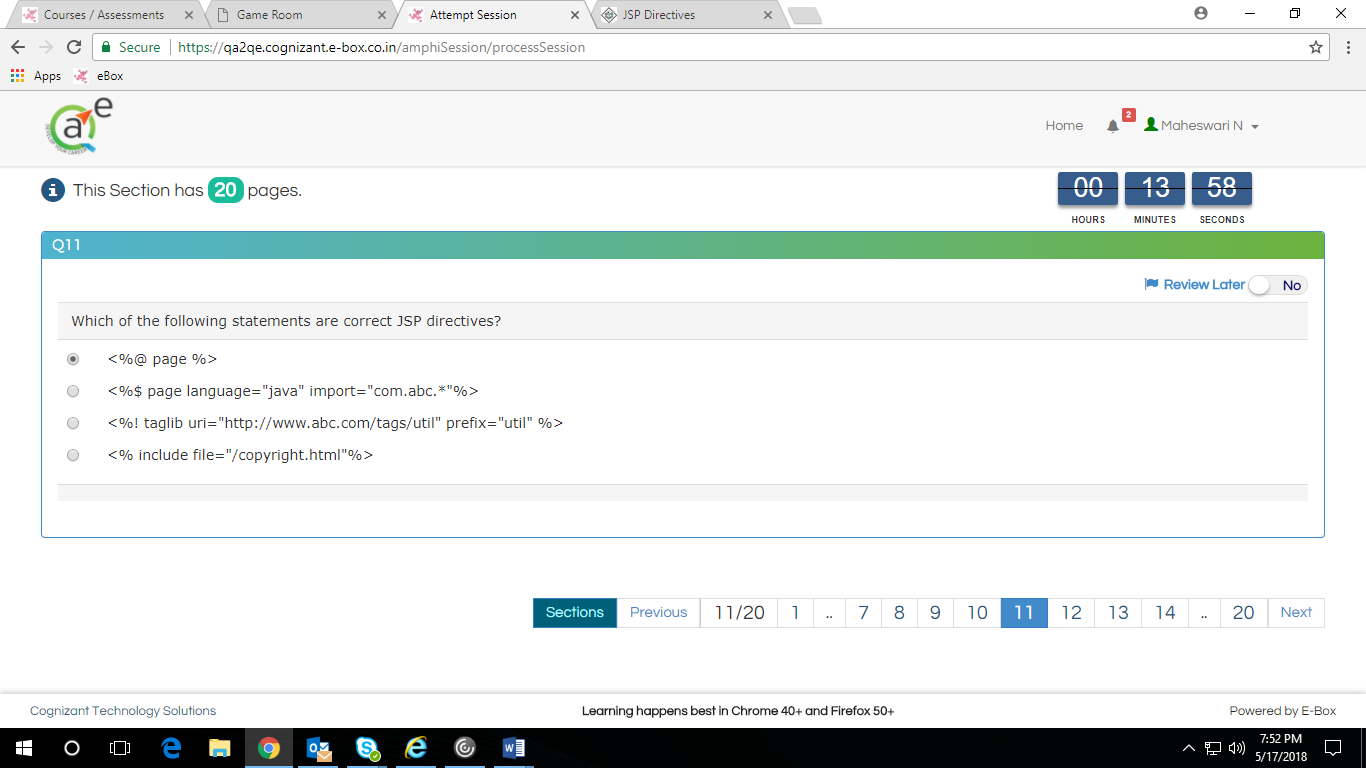 Courses / Assessments
Game Room
Attempt Session
JSP Directives
Secure
https://qa2qe.cognizant.e-box.co.in/amphiSession/processSession
Apps
eBox
a e
Home
2
Maheswari N
This Section has 20 pages.
00 13 58
HOURS MINUTES SECONDS
Q11
Review Later No
Which of the following statements are correct JSP directives?
<%@ page %>
<%$ page language="java" import="com.abc.*"%>
<%! taglib uri="http://www.abc.com/tags/util" prefix="util" %>
<% include file="/copyright.html"%>
Sections Previous 11/20 1 .. 7 8 9 10 11 12 13 14 .. 20 Next
Cognizant Technology Solutions
Learning happens best in Chrome 40+ and Firefox 50+
Powered by E-Box
7:52 PM
5/17/2018